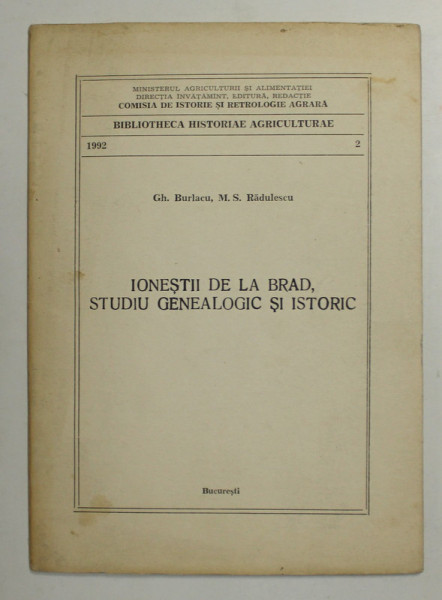 MINISTERUL AGRICULTURII ȘI ALIMENTAȚIEI
DIRECȚIA ÎNVĂȚĂMÎNT, EDITURĂ, REDACȚIE
COMISIA DE ISTORIE ȘI RETROLOGIE AGRARĂ
BIBLIOTHECA HISTORIAE AGRICULTURAE
1992 2
Gh. Burlacu, M. S. Rădulescu
IONEȘTII DE LA BRAD,
STUDIU GENEALOGIC ȘI ISTORIC
București